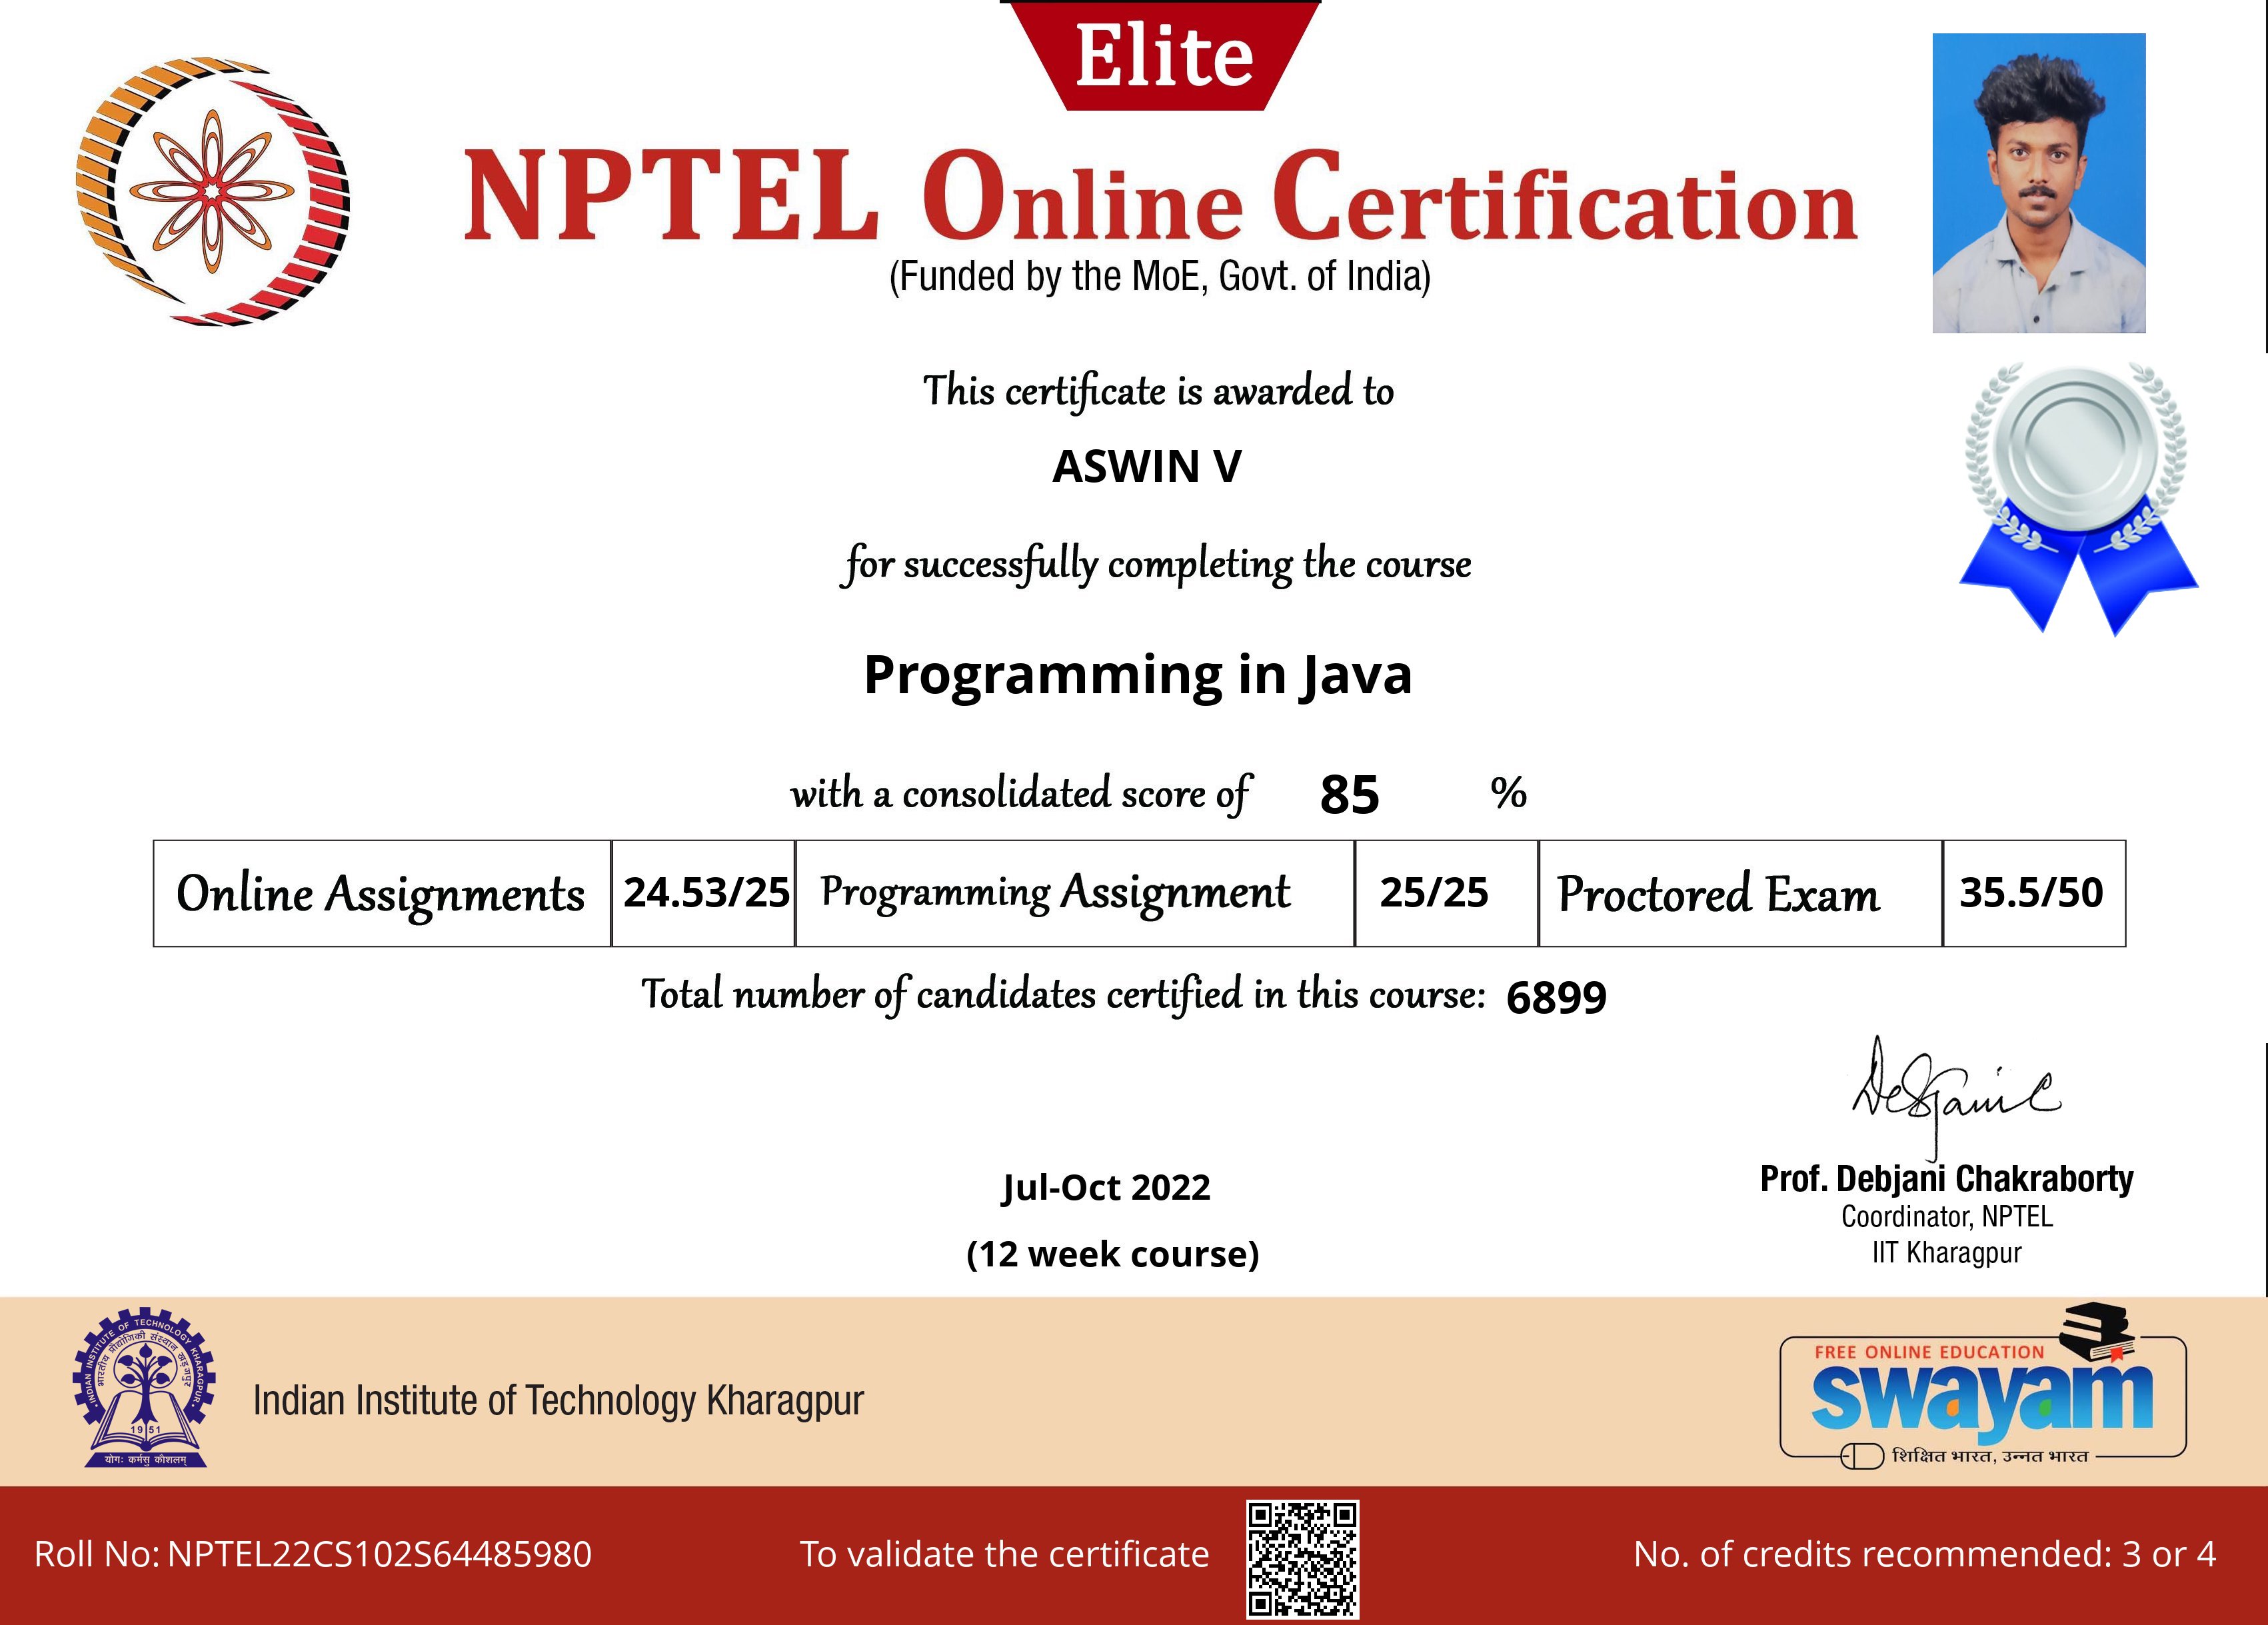 Elite
NPTEL Online Certification
(Funded by the MoE, Govt. of India)
This certificate is awarded to
ASWIN V
for successfully completing the course
Programming in Java
with a consolidated score of 85 %
Online Assignments 24.53/25 Programming Assignment 25/25 Proctored Exam 35.5/50
Total number of candidates certified in this course: 6899
Jul-Oct 2022
(12 week course)
Prof. Debjani Chakraborty
Coordinator, NPTEL
IIT Kharagpur
INDIAN INSTITUTE OF TECHNOLOGY KHARAGPUR
भारतीय प्रौद्योगिकी संस्थान खड़गपुर
1951
योगः कर्मसु कौशलम्
Indian Institute of Technology Kharagpur
FREE ONLINE EDUCATION
swayam
शिक्षित भारत, उन्नत भारत
Roll No: NPTEL22CS102S64485980
To validate the certificate
No. of credits recommended: 3 or 4